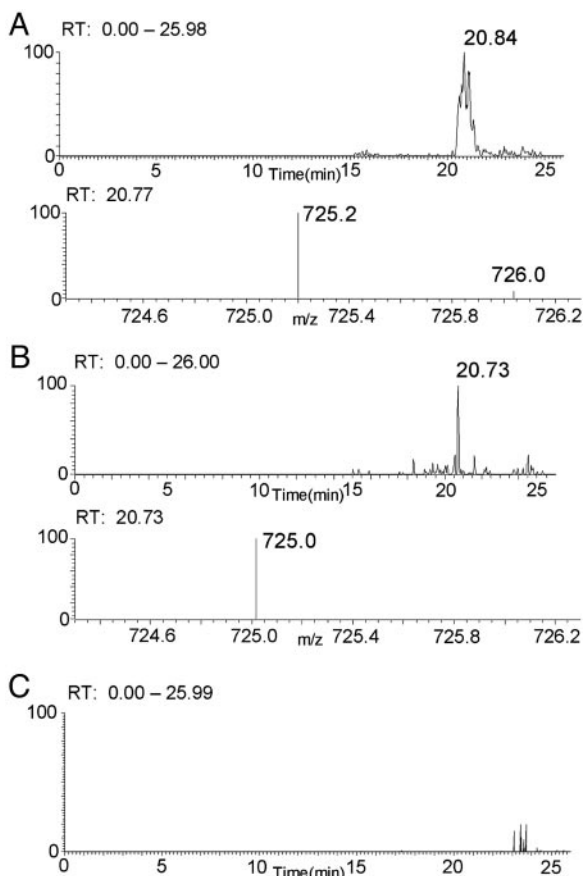 A
RT: 0.00 – 25.98
20.84
100
0
0 5 10 15 20 25
Time(min)
RT: 20.77
100
725.2
726.0
0
724.6 725.0 m/z 725.4 725.8 726.2
B
RT: 0.00 – 26.00
20.73
100
0
0 5 10 15 20 25
Time(min)
RT: 20.73
100
725.0
0
724.6 725.0 m/z 725.4 725.8 726.2
C
RT: 0.00 – 25.99
100
0
0 5 10 15 20 25
Time(min)